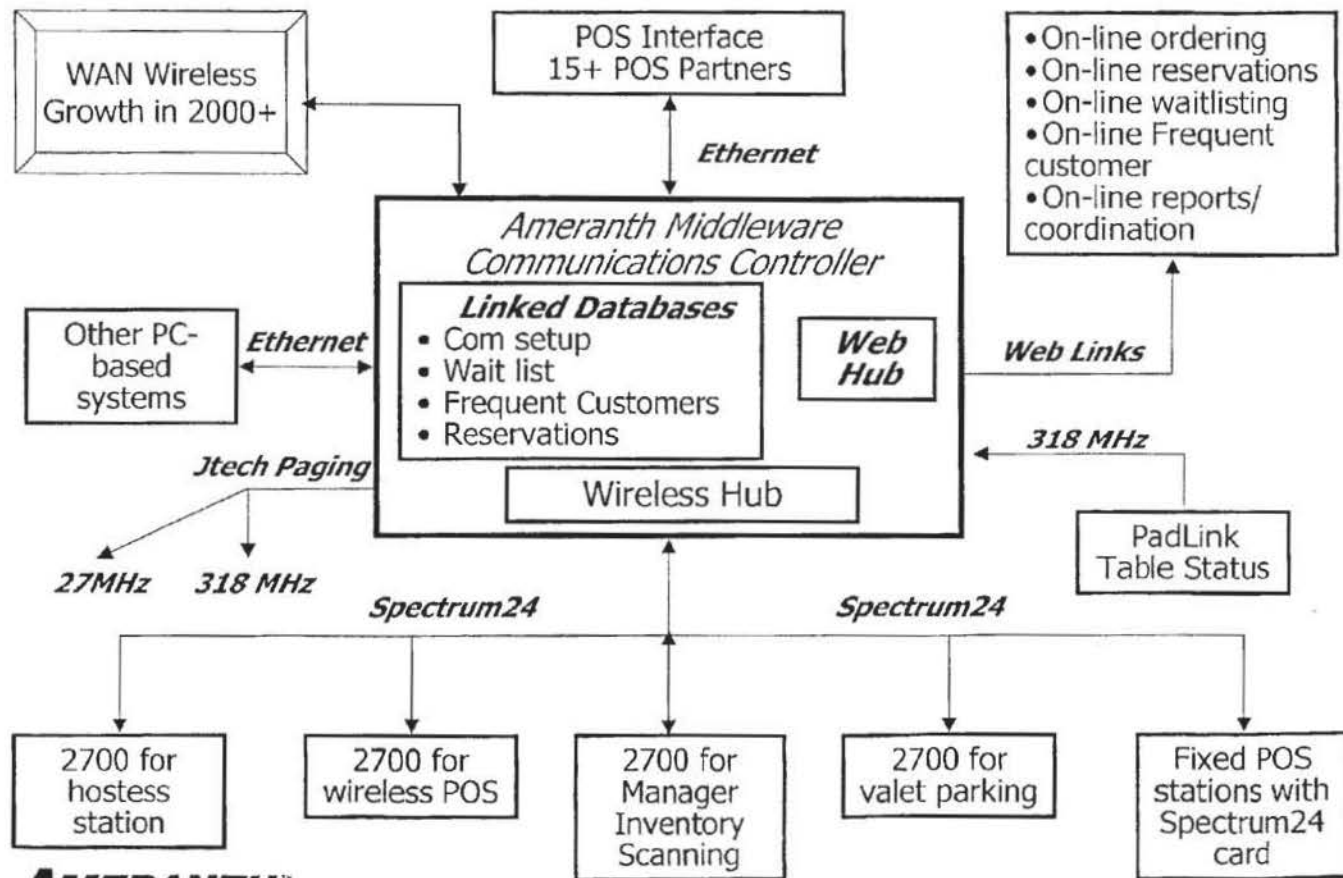 WAN Wireless
Growth in 2000+
POS Interface
15+ POS Partners
•On-line ordering
•On-line reservations
•On-line waitlisting
•On-line Frequent
customer
•On-line reports/
coordination
Ethernet
Ameranth Middleware
Communications Controller
Linked Databases
• Com setup
• Wait list
• Frequent Customers
• Reservations
Web
Hub
Wireless Hub
Other PC-
based
systems
Ethernet
Web Links
318 MHz
PadLink
Table Status
Jtech Paging
27MHz
318 MHz
Spectrum24
Spectrum24
2700 for
hostess
station
2700 for
wireless POS
2700 for
Manager
Inventory
Scanning
2700 for
valet parking
Fixed POS
stations with
Spectrum24
card
AMERANTH